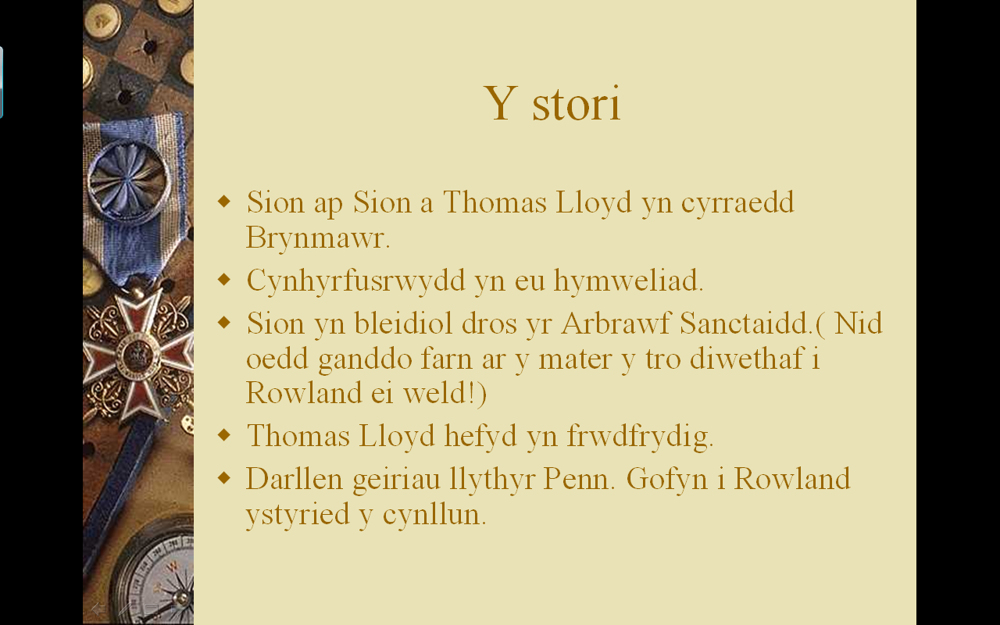 Y stori
Sion ap Sion a Thomas Lloyd yn cyrraedd
Brynmawr.
Cynhyrfusrwydd yn eu hymweliad.
Sion yn bleidiol dros yr Arbrawf Sanctaidd.( Nid
oedd ganddo farn ar y mater y tro diwethaf i
Rowland ei weld!)
Thomas Lloyd hefyd yn frwdfrydig.
Darllen geiriau llythyr Penn. Gofyn i Rowland
ystyried y cynllun.